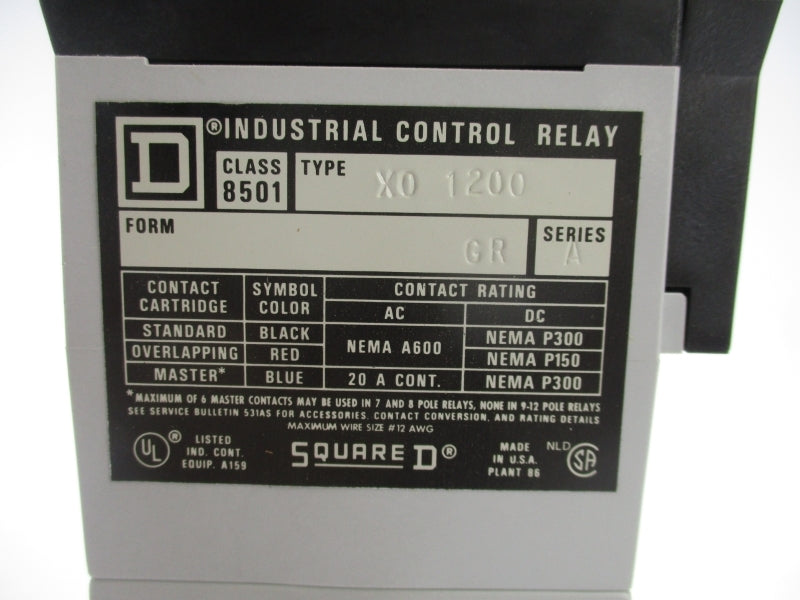 D ® INDUSTRIAL CONTROL RELAY
CLASS 8501 TYPE XO 1200
FORM GR SERIES A
CONTACT CARTRIDGE SYMBOL COLOR CONTACT RATING
AC DC
STANDARD BLACK NEMA A600 NEMA P300
OVERLAPPING RED NEMA P150
MASTER* BLUE 20 A CONT. NEMA P300
*MAXIMUM OF 6 MASTER CONTACTS MAY BE USED IN 7 AND 8 POLE RELAYS, NONE IN 9-12 POLE RELAYS
SEE SERVICE BULLETIN 531AS FOR ACCESSORIES. CONTACT CONVERSION, AND RATING DETAILS
MAXIMUM WIRE SIZE #12 AWG
UL ® LISTED
IND. CONT.
EQUIP. A159
SQUARE D ®
MADE
IN U.S.A.
PLANT 86
NLD SA